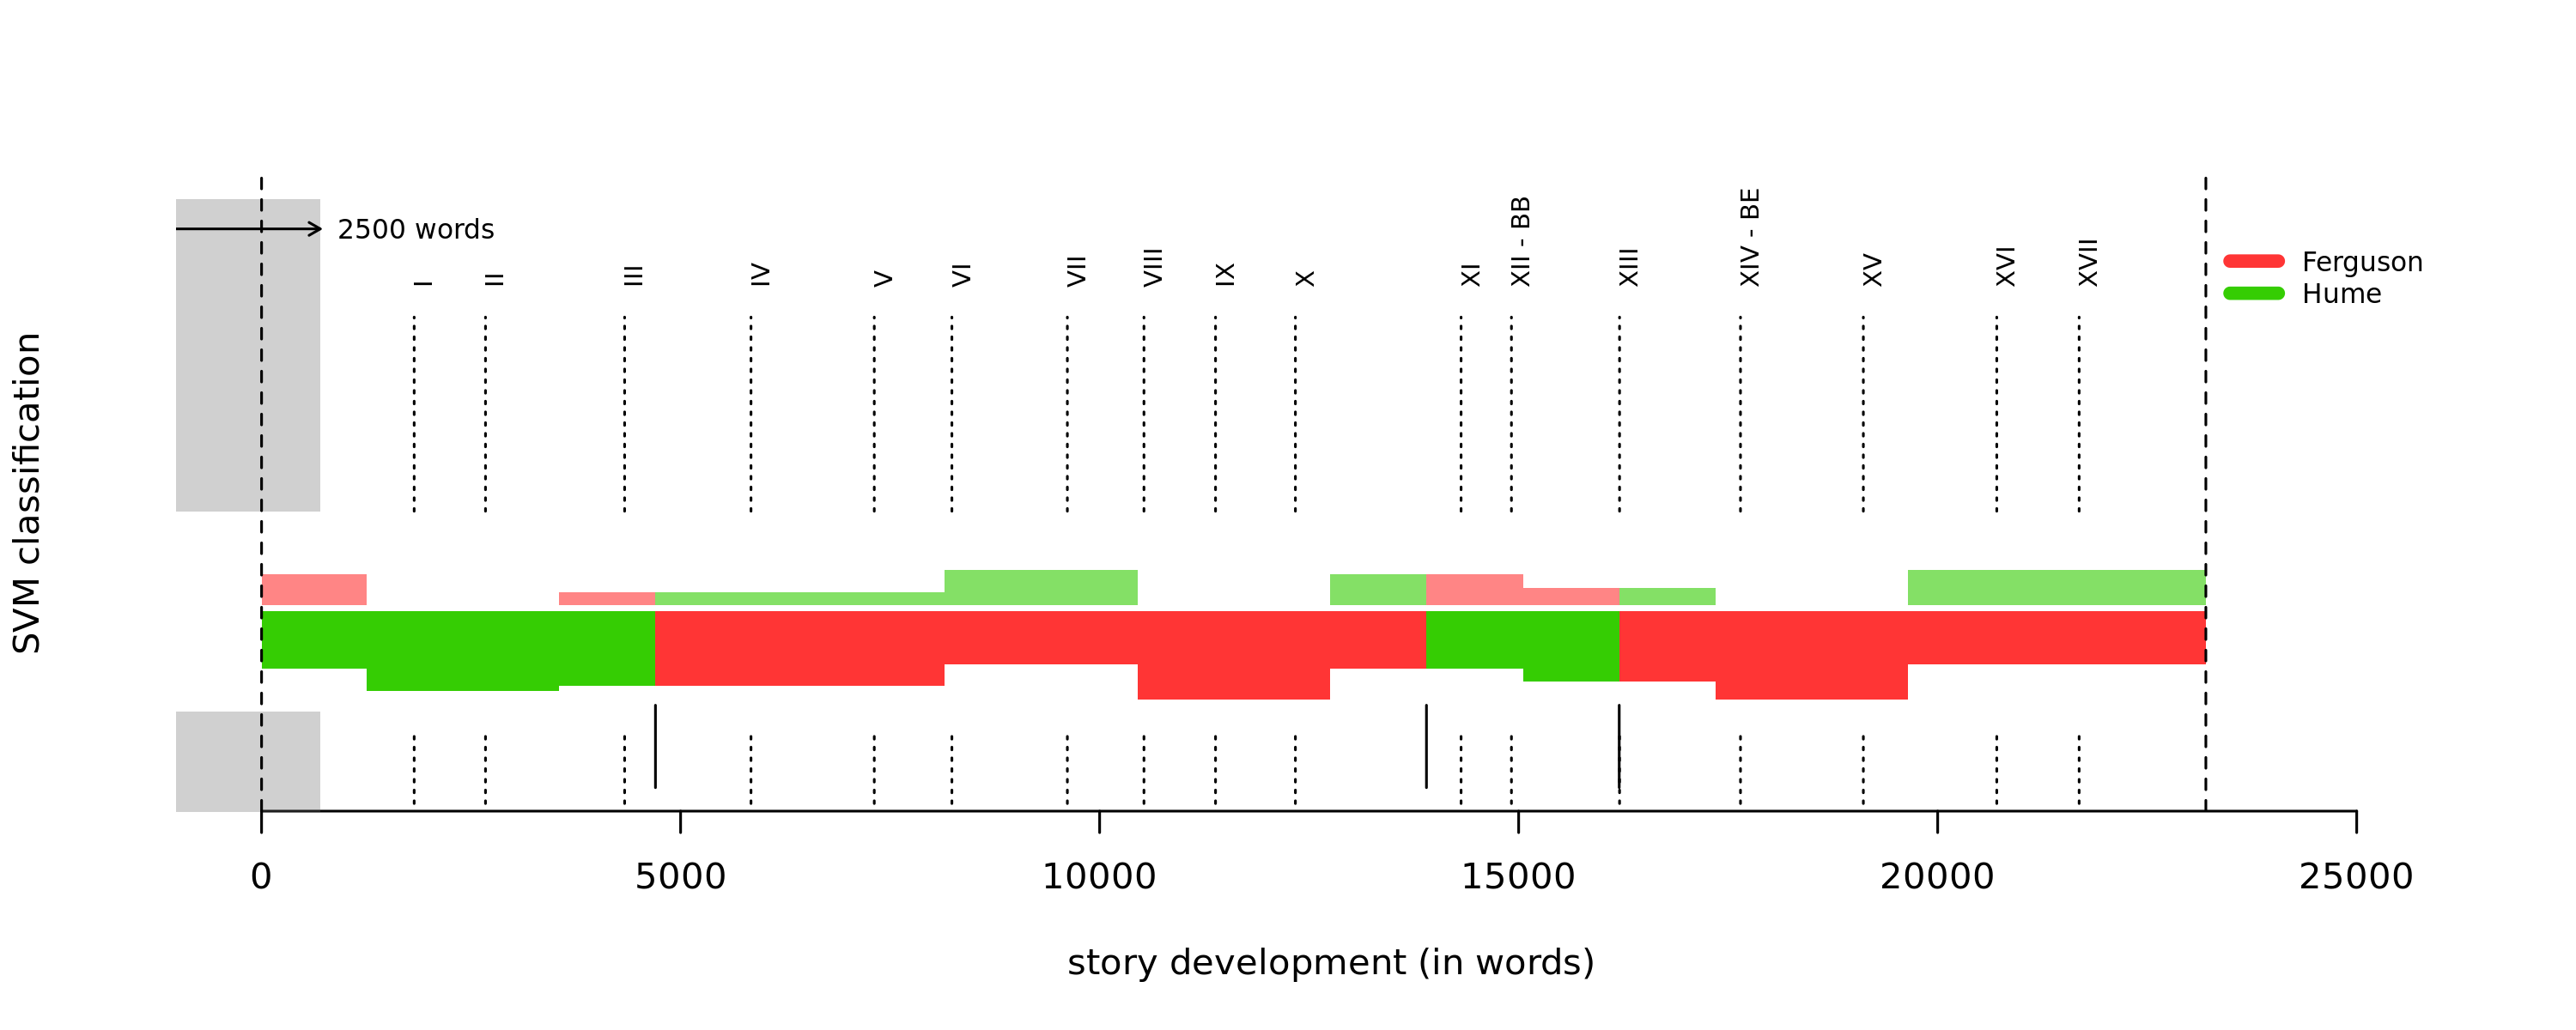 2500 words
I
II
III
IV
V
VI
VII
VIII
IX
X
XI
XII - BB
XIII
XIV - BE
XV
XVI
XVII
Ferguson
Hume
SVM classification
0
5000
10000
15000
20000
25000
story development (in words)